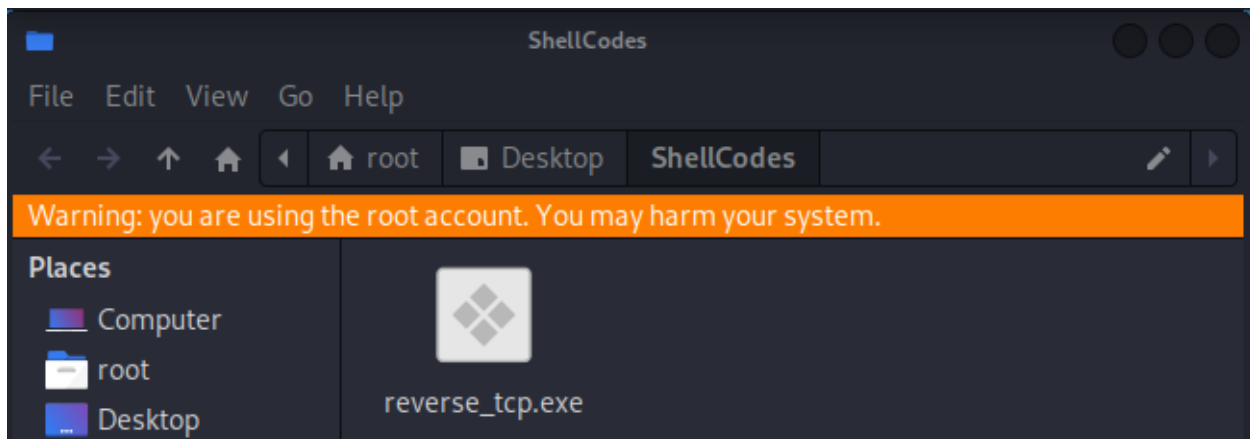 ShellCodes
File Edit View Go Help
root Desktop ShellCodes
Warning: you are using the root account. You may harm your system.
Places
Computer
root
Desktop
reverse_tcp.exe